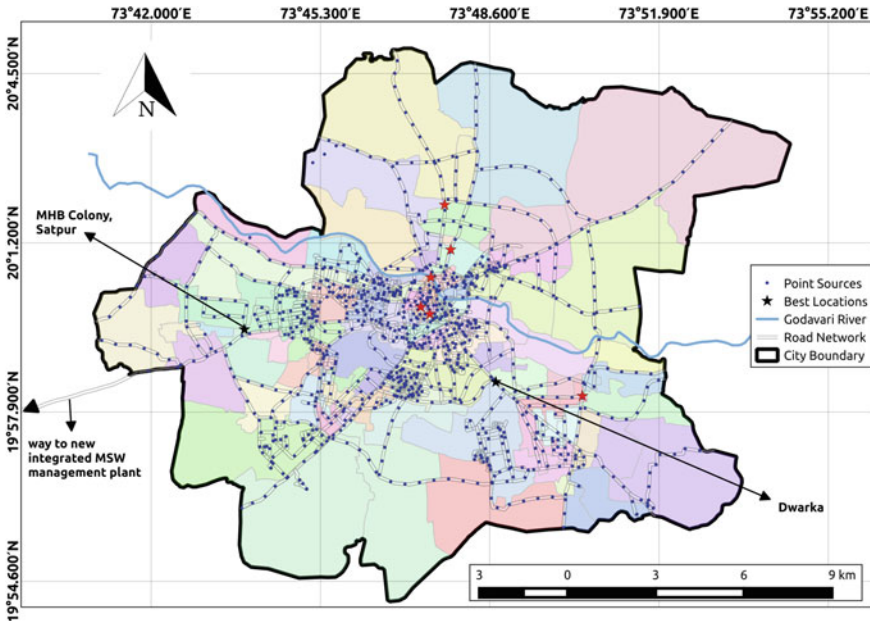 73°42.000′E 73°45.300′E 73°48.600′E 73°51.900′E 73°55.200′E
20°4.500′N
20°1.200′N
19°57.900′N
19°54.600′N
N
MHB Colony,
Satpur
way to new
integrated MSW
management plant
Dwarka
Point Sources
Best Locations
Godavari River
Road Network
City Boundary
3 0 3 6 9 km